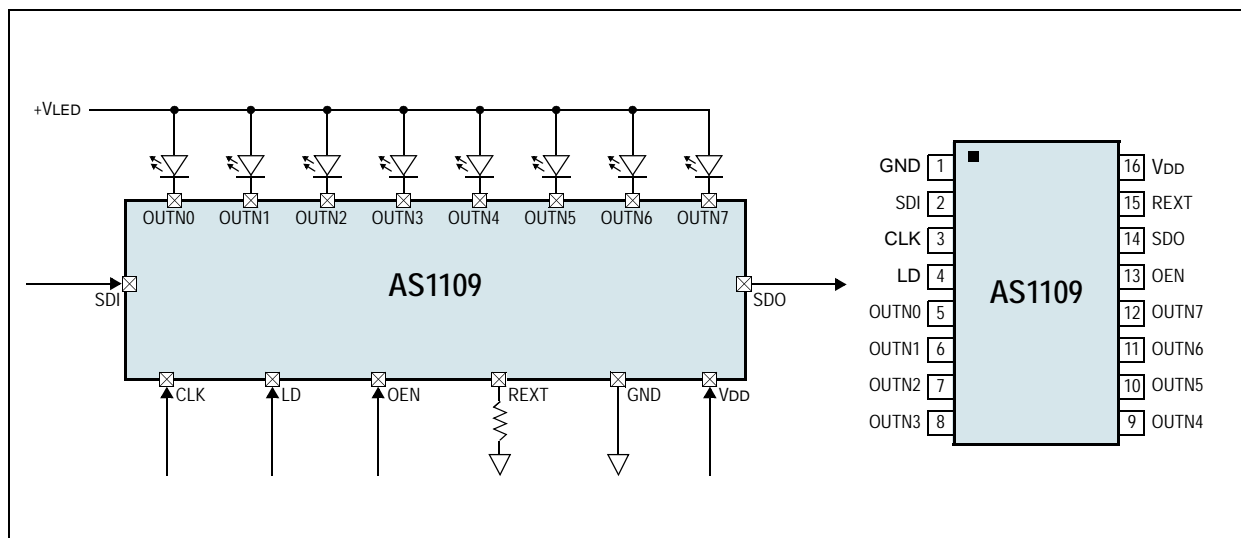 +VLED
OUTN0 OUTN1 OUTN2 OUTN3 OUTN4 OUTN5 OUTN6 OUTN7
SDI AS1109 SDO
CLK LD OEN REXT GND VDD
GND 1 16 VDD
SDI 2 15 REXT
CLK 3 14 SDO
LD 4 13 OEN
AS1109
OUTN0 5 12 OUTN7
OUTN1 6 11 OUTN6
OUTN2 7 10 OUTN5
OUTN3 8 9 OUTN4